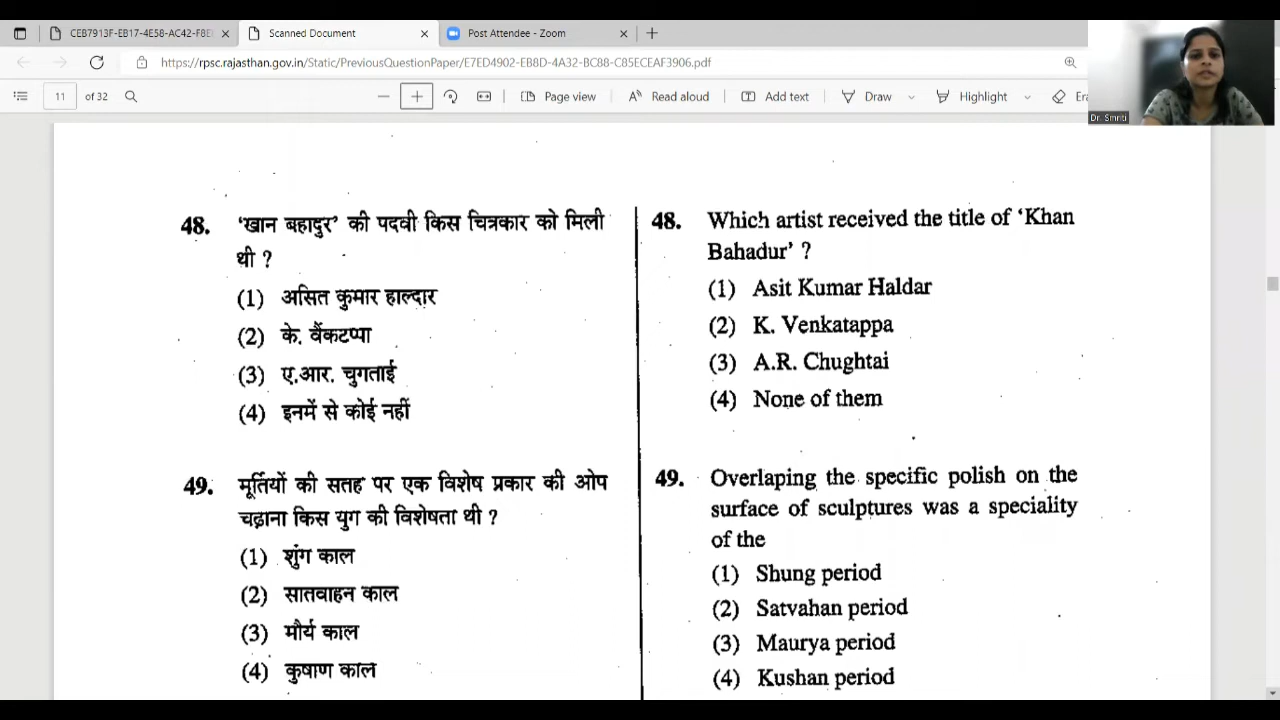 CEB7913F-EB17-4E58-AC42-F8E
Scanned Document
Post Attendee - Zoom
https://rpsc.rajasthan.gov.in/Static/PreviousQuestionPaper/E7ED4902-EB8D-4A32-BC88-C85ECEAF3906.pdf
11 of 32
Page view
Read aloud
Add text
Draw
Highlight
Dr. Smriti
48. 'खान बहादुर' की पदवी किस चित्रकार को मिली
थी ?
(1) असित कुमार हाल्दार
(2) के. वैंकटप्पा
(3) ए.आर. चुगताई
(4) इनमें से कोई नहीं
49. मूर्तियों की सतह पर एक विशेष प्रकार की ओप
चढ़ाना किस युग की विशेषता थी ?
(1) शुंग काल
(2) सातवाहन काल
(3) मौर्य काल
(4) कुषाण काल
48. Which artist received the title of 'Khan
Bahadur' ?
(1) Asit Kumar Haldar
(2) K. Venkatappa
(3) A.R. Chughtai
(4) None of them
49. Overlaping the specific polish on the
surface of sculptures was a speciality
of the
(1) Shung period
(2) Satvahan period
(3) Maurya period
(4) Kushan period